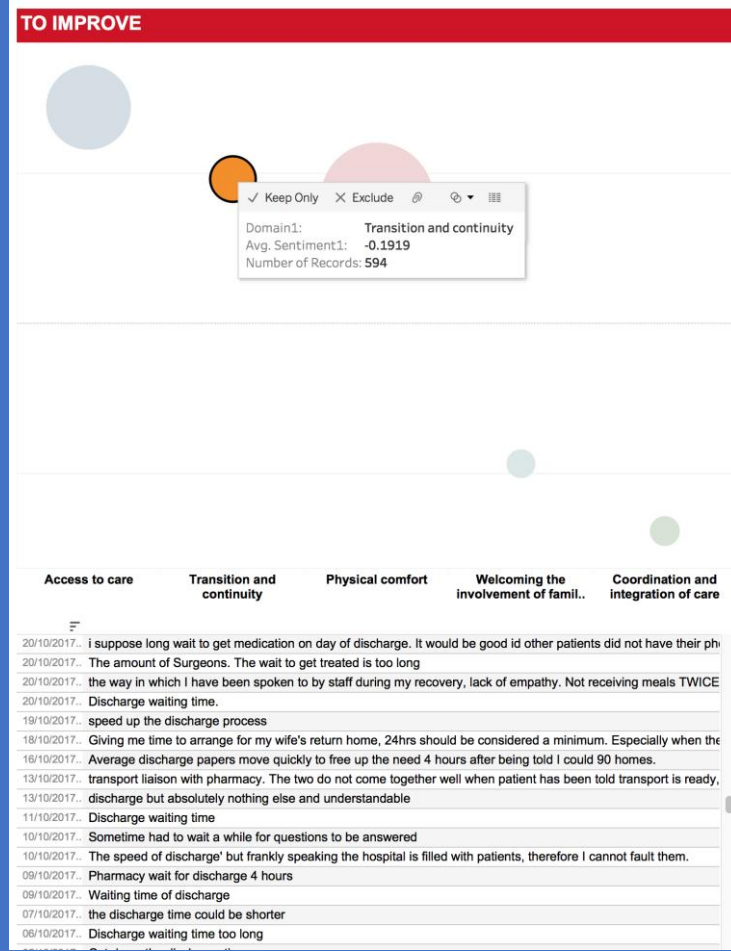 TO IMPROVE
Keep Only Exclude
Domain1: Transition and continuity
Avg. Sentiment1: -0.1919
Number of Records: 594
Access to care Transition and continuity Physical comfort Welcoming the involvement of famil.. Coordination and integration of care
20/10/2017.. i suppose long wait to get medication on day of discharge. It would be good id other patients did not have their ph
20/10/2017.. The amount of Surgeons. The wait to get treated is too long
20/10/2017.. the way in which I have been spoken to by staff during my recovery, lack of empathy. Not receiving meals TWICE
20/10/2017.. Discharge waiting time.
19/10/2017.. speed up the discharge process
18/10/2017.. Giving me time to arrange for my wife's return home, 24hrs should be considered a minimum. Especially when the
16/10/2017.. Average discharge papers move quickly to free up the need 4 hours after being told I could 90 homes.
13/10/2017.. transport liaison with pharmacy. The two do not come together well when patient has been told transport is ready,
13/10/2017.. discharge but absolutely nothing else and understandable
11/10/2017.. Discharge waiting time
10/10/2017.. Sometime had to wait a while for questions to be answered
10/10/2017.. The speed of discharge' but frankly speaking the hospital is filled with patients, therefore I cannot fault them.
09/10/2017.. Pharmacy wait for discharge 4 hours
09/10/2017.. Waiting time of discharge
07/10/2017.. the discharge time could be shorter
06/10/2017.. Discharge waiting time too long